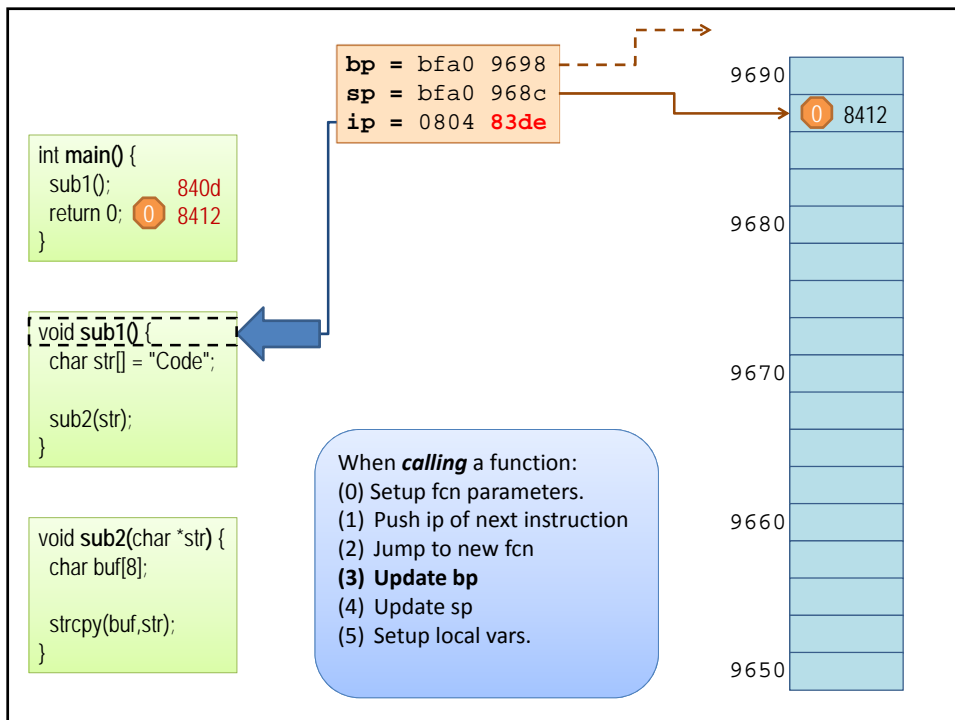 bp = bfa0 9698
sp = bfa0 968c
ip = 0804 83de
int main() {
sub1();
840d
return 0;
0
8412
}
void sub1() {
char str[] = "Code";
sub2(str);
}
void sub2(char *str) {
char buf[8];
strcpy(buf,str);
}
When calling a function:
(0) Setup fcn parameters.
(1) Push ip of next instruction
(2) Jump to new fcn
(3) Update bp
(4) Update sp
(5) Setup local vars.
9690
0 8412
9680
9670
9660
9650